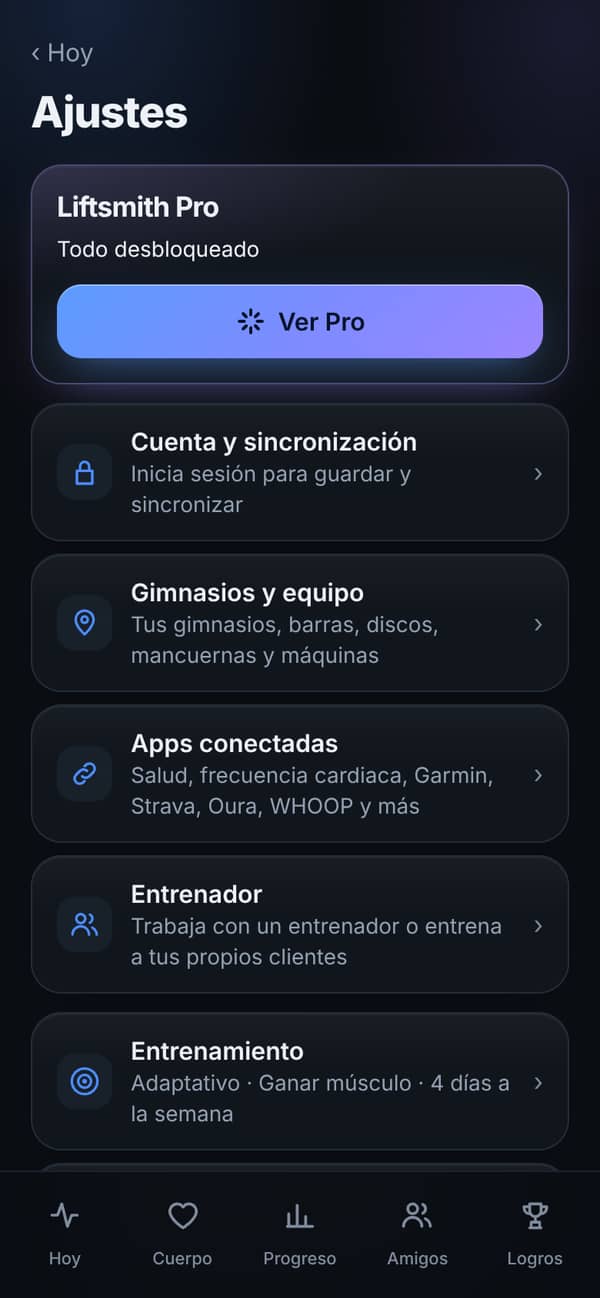 ‹ Hoy
Ajustes
Liftsmith Pro
Todo desbloqueado
Ver Pro
Cuenta y sincronización
Inicia sesión para guardar y
sincronizar
Gimnasios y equipo
Tus gimnasios, barras, discos,
mancuernas y máquinas
Apps conectadas
Salud, frecuencia cardiaca, Garmin,
Strava, Oura, WHOOP y más
Entrenador
Trabaja con un entrenador o entrena
a tus propios clientes
Entrenamiento
Adaptativo · Ganar músculo · 4 días a
la semana
Hoy
Cuerpo
Progreso
Amigos
Logros